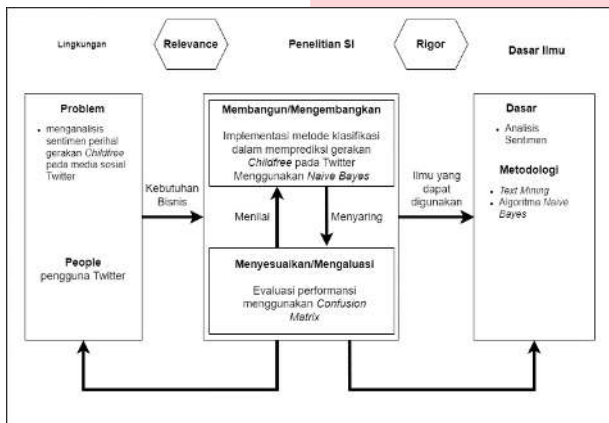 Lingkungan
Relevance
Penelitian SI
Rigor
Dasar Ilmu
Problem
• menganalisis
sentimen perihal
gerakan Childfree
pada media sosial
Twitter
People
pengguna Twitter
Kebutuhan
Bisnis
Membangun/Mengembangkan
Implementasi metode klasifikasi
dalam memprediksi gerakan
Childfree pada Twitter
Menggunakan Naive Bayes
Menilai
Menyaring
Menyesuaikan/Mengaluasi
Evaluasi performansi
menggunakan Confusion
Matrix
Ilmu yang
dapat
digunakan
Dasar
• Analisis
Sentimen
Metodologi
• Text Mining
• Algoritma Naive
Bayes